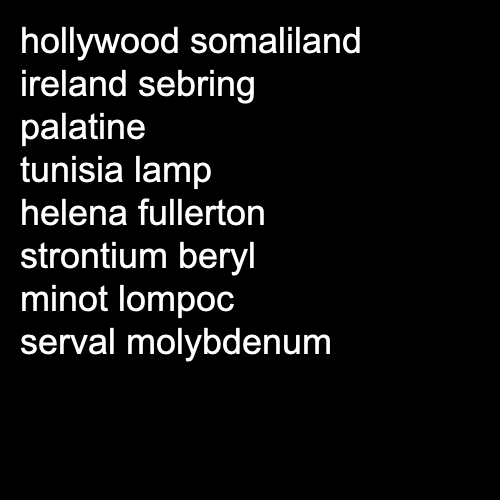 hollywood somaliland
ireland sebring
palatine
tunisia lamp
helena fullerton
strontium beryl
minot lompoc
serval molybdenum